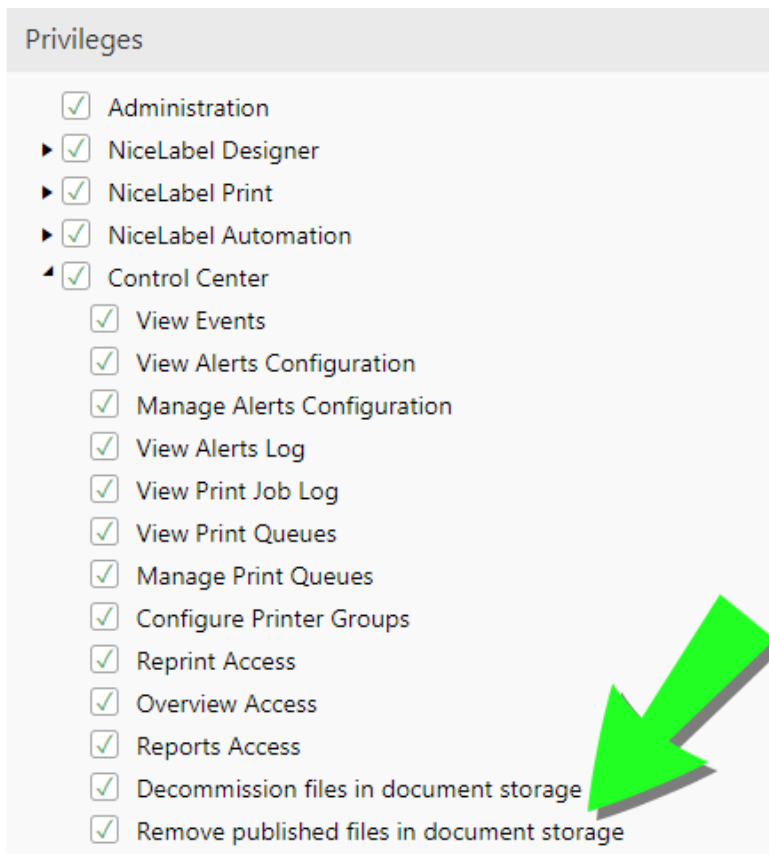 Privileges
Administration
NiceLabel Designer
NiceLabel Print
NiceLabel Automation
Control Center
View Events
View Alerts Configuration
Manage Alerts Configuration
View Alerts Log
View Print Job Log
View Print Queues
Manage Print Queues
Configure Printer Groups
Reprint Access
Overview Access
Reports Access
Decommission files in document storage
Remove published files in document storage